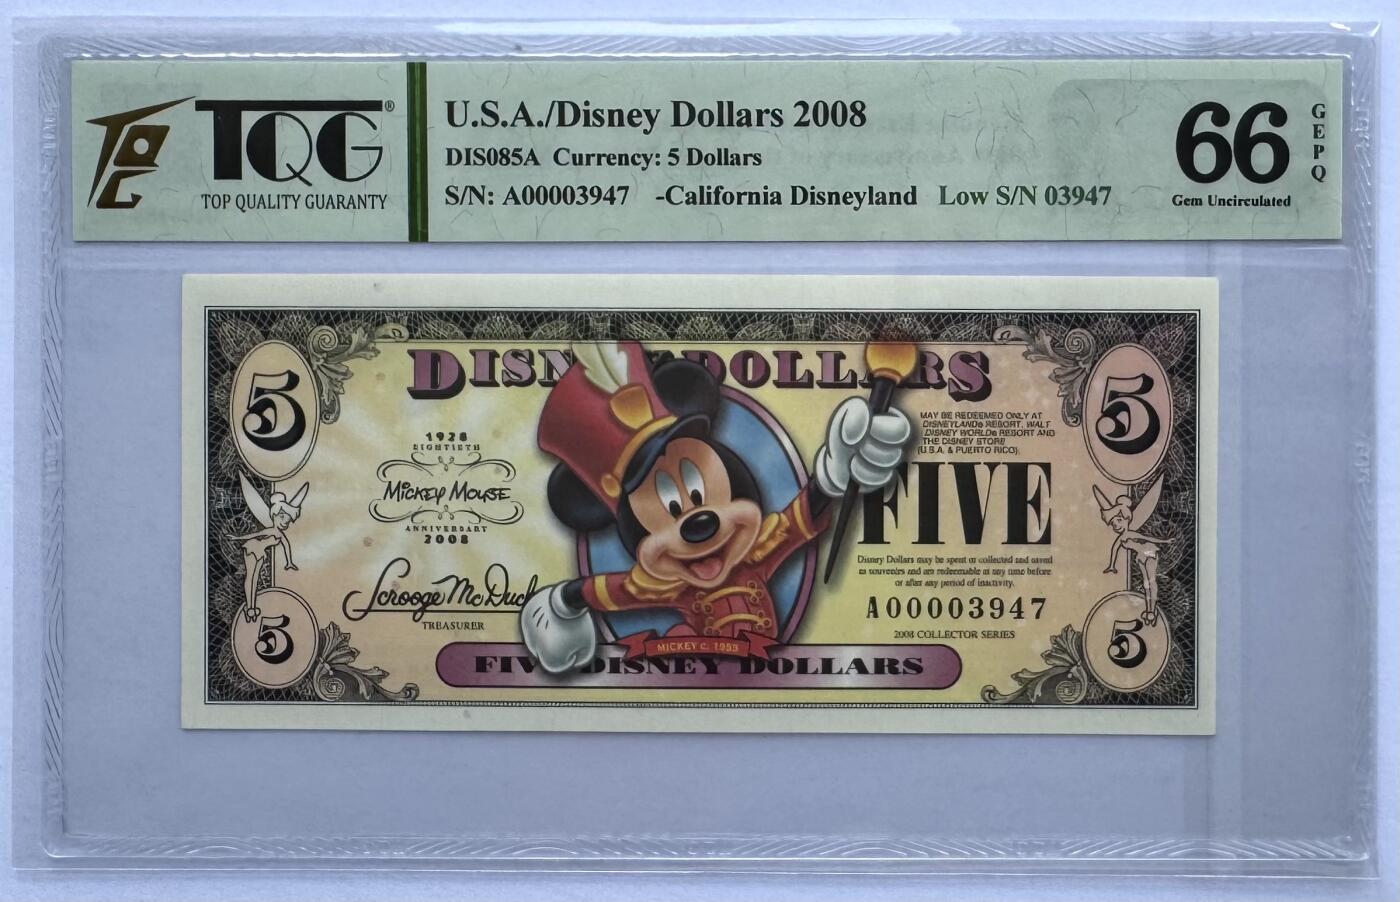 TQG®
TOP QUALITY GUARANTY
U.S.A./Disney Dollars 2008
DIS085A Currency: 5 Dollars
S/N: A00003947 -California Disneyland Low S/N 03947
66
GEPQ
Gem Uncirculated
DISNEY DOLLARS
5
5
1928
EIGHTIETH
MICKEY MOUSE
ANNIVERSARY
2008
MAY BE REDEEMED ONLY AT
DISNEYLAND® RESORT, WALT
DISNEY WORLD® RESORT AND
THE DISNEY STORE
(U.S.A. & PUERTO RICO).
FIVE
Disney Dollars may be spent or collected and saved
as souvenirs and are redeemable at any time before
or after any period of inactivity.
Scrooge McDuck
TREASURER
A00003947
2008 COLLECTOR SERIES
5
5
MICKEY C. 1955
FIVE DISNEY DOLLARS